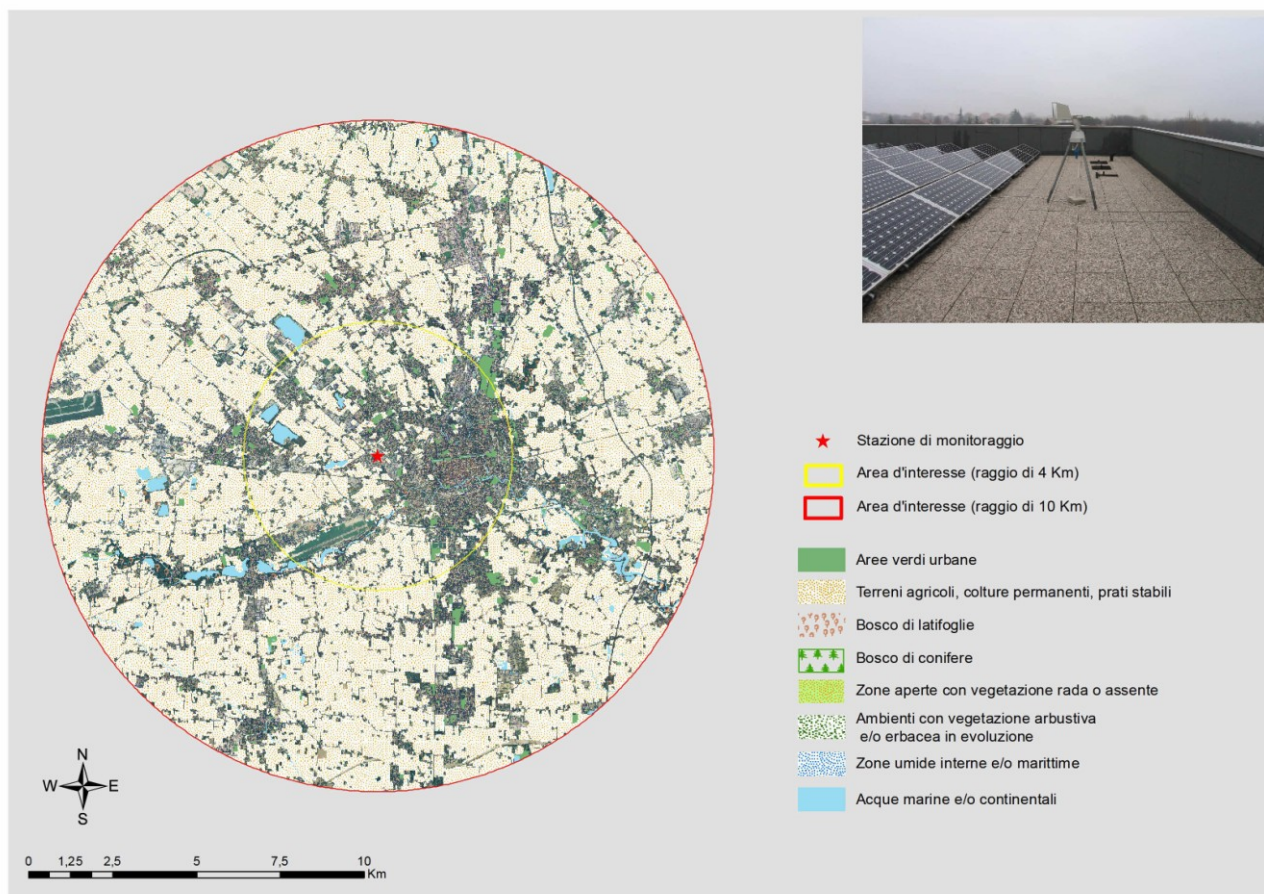 Stazione di monitoraggio
Area d'interesse (raggio di 4 Km)
Area d'interesse (raggio di 10 Km)
Aree verdi urbane
Terreni agricoli, colture permanenti, prati stabili
Bosco di latifoglie
Bosco di conifere
Zone aperte con vegetazione rada o assente
Ambienti con vegetazione arbustiva
e/o erbacea in evoluzione
Zone umide interne e/o marittime
Acque marine e/o continentali
N
W E
S
0 1,25 2,5 5 7,5 10
Km